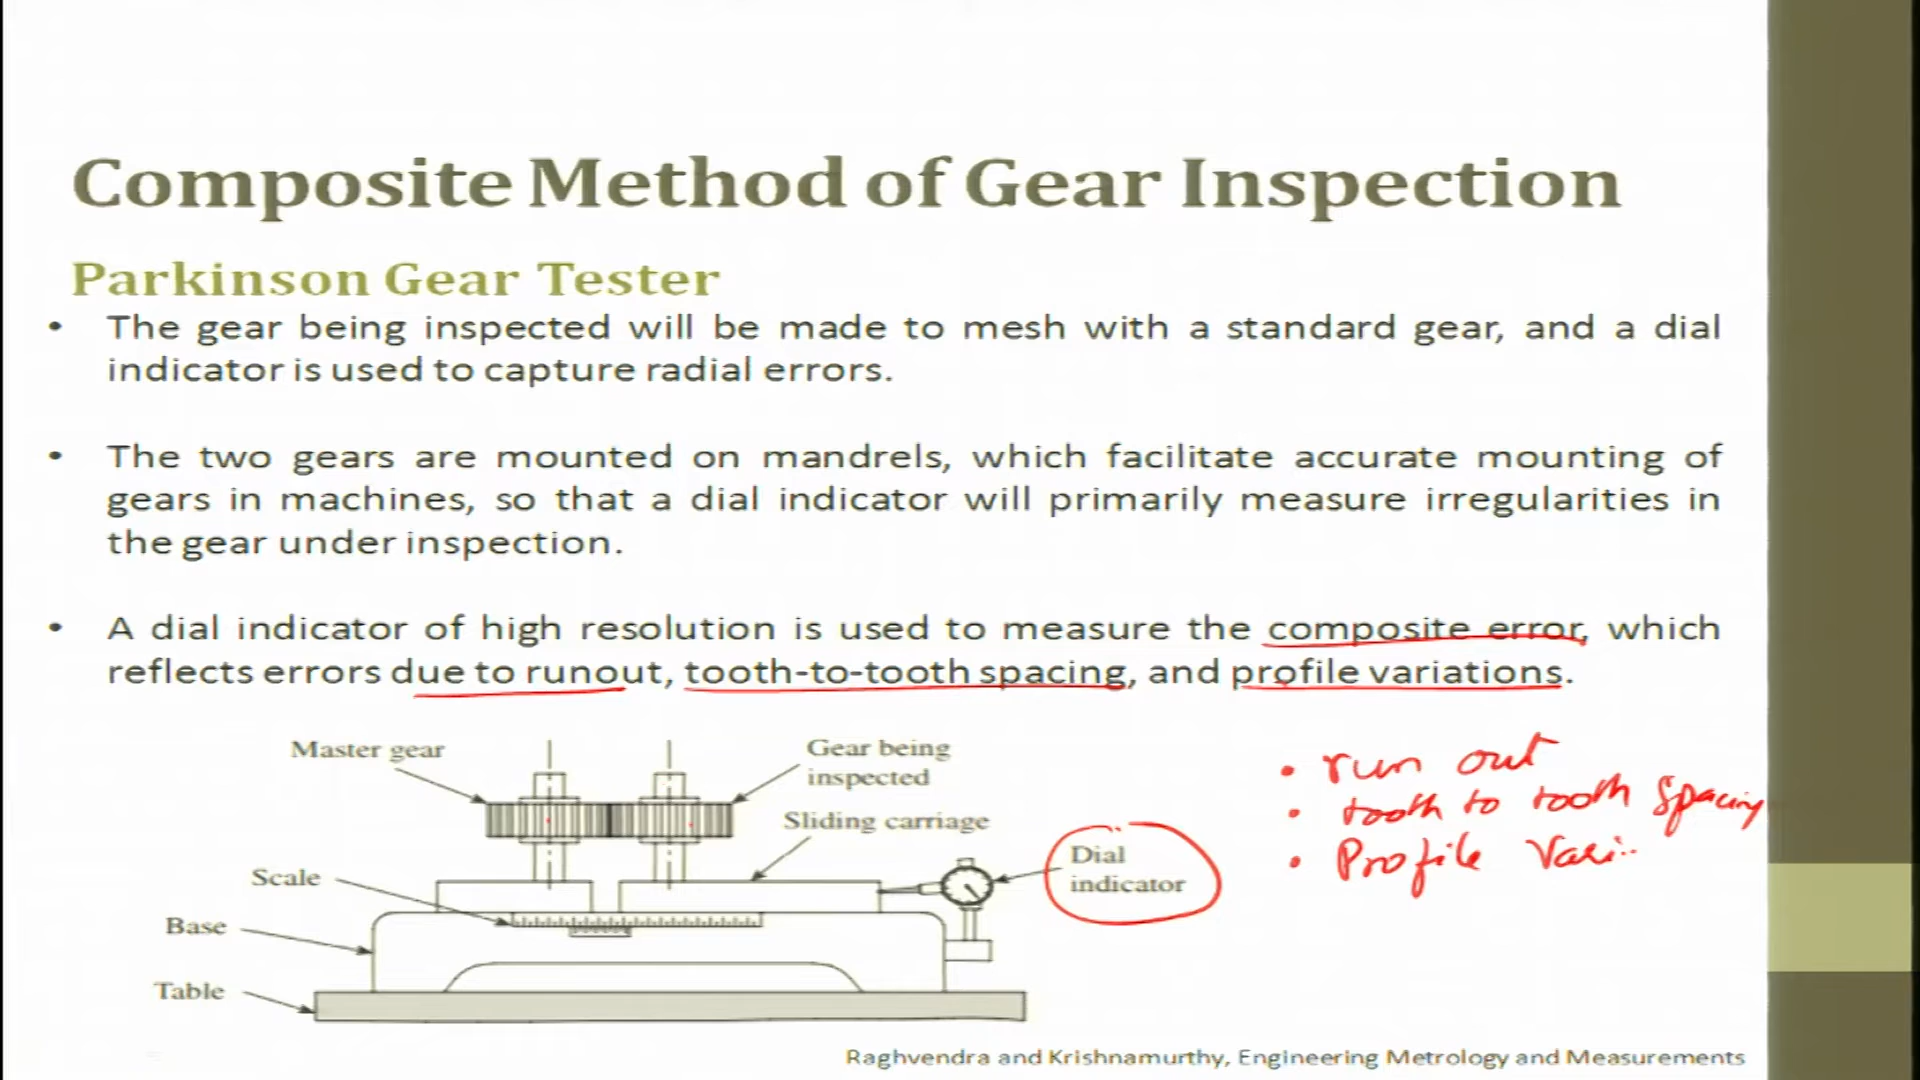 Composite Method of Gear Inspection
Parkinson Gear Tester
• The gear being inspected will be made to mesh with a standard gear, and a dial
indicator is used to capture radial errors.
• The two gears are mounted on mandrels, which facilitate accurate mounting of
gears in machines, so that a dial indicator will primarily measure irregularities in
the gear under inspection.
• A dial indicator of high resolution is used to measure the composite error, which
reflects errors due to runout, tooth-to-tooth spacing, and profile variations.
Master gear
Gear being
inspected
Sliding carriage
Dial
indicator
Scale
Base
Table
• run out
• tooth to tooth spacing
• Profile Vari..
Raghvendra and Krishnamurthy, Engineering Metrology and Measurements